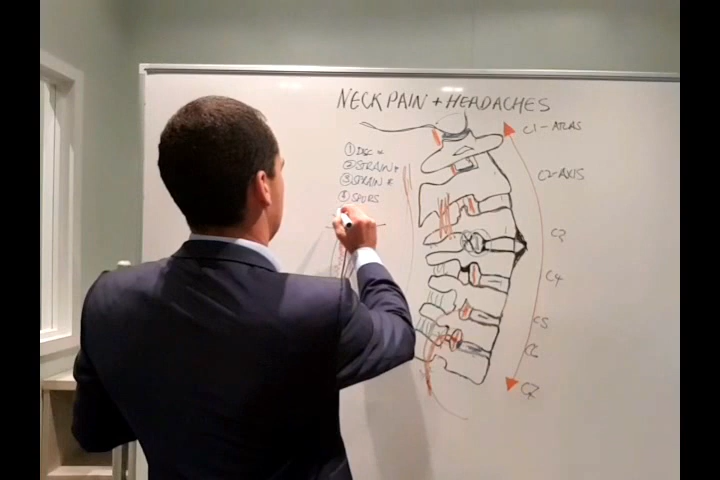 NECK PAIN + HEADACHES
① DISC
② STRAIN
③ SPRAIN
④ SPURS
C1 - ATLAS
C2 - AXIS
C3
C4
C5
C6
C7